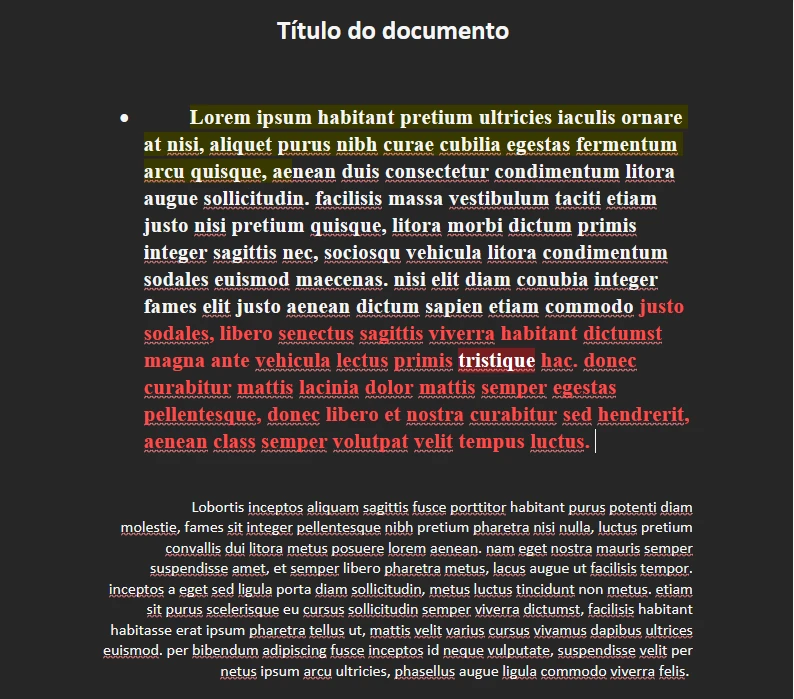 Título do documento
• Lorem ipsum habitant pretium ultricies iaculis ornare
at nisi, aliquet purus nibh curae cubilia egestas fermentum
arcu quisque, aenean duis consectetur condimentum litora
augue sollicitudin. facilisis massa vestibulum taciti etiam
justo nisi pretium quisque, litora morbi dictum primis
integer sagittis nec, sociosqu vehicula litora condimentum
sodales euismod maecenas. nisi elit diam conubia integer
fames elit justo aenean dictum sapien etiam commodo justo
sodales, libero senectus sagittis viverra habitant dictumst
magna ante vehicula lectus primis tristique hac. donec
curabitur mattis lacinia dolor mattis semper egestas
pellentesque, donec libero et nostra curabitur sed hendrerit,
aenean class semper volutpat velit tempus luctus.
Lobortis inceptos aliquam sagittis fusce porttitor habitant purus potenti diam
molestie, fames sit integer pellentesque nibh pretium pharetra nisi nulla, luctus pretium
convallis dui litora metus posuere lorem aenean. nam eget nostra mauris semper
suspendisse amet, et semper libero pharetra metus, lacus augue ut facilisis tempor.
inceptos a eget sed ligula porta diam sollicitudin, metus luctus tincidunt non metus. etiam
sit purus scelerisque eu cursus sollicitudin semper viverra dictumst, facilisis habitant
habitasse erat ipsum pharetra tellus ut, mattis velit varius cursus vivamus dapibus ultrices
euismod. per bibendum adipiscing fusce inceptos id neque vulputate, suspendisse velit per
netus ipsum arcu ultricies, phasellus augue ligula commodo viverra felis.